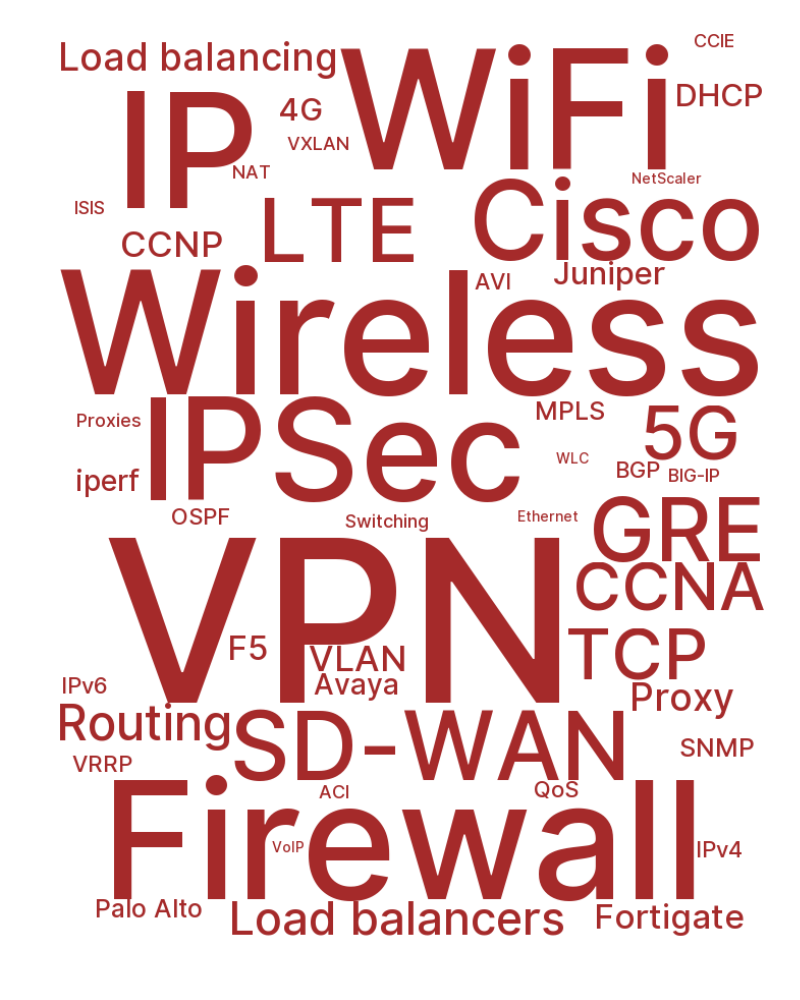 CCIE
Load balancing
WiFi
DHCP
IP
4G
VXLAN
NAT
NetScaler
ISIS
LTE
Cisco
CCNP
Juniper
AVI
Wireless
MPLS
Proxies
IPSec
5G
WLC
BGP
BIG-IP
iperf
OSPF
Switching
Ethernet
GRE
CCNA
VPN
F5
VLAN
TCP
Avaya
IPv6
Proxy
Routing
SD-WAN
SNMP
VRRP
ACI
QoS
Firewall
VoIP
IPv4
Palo Alto
Load balancers
Fortigate